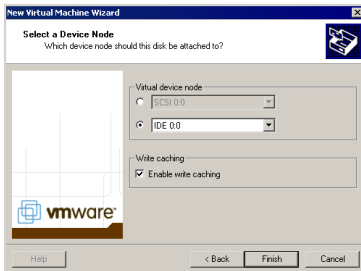 New Virtual Machine Wizard
Select a Device Node
Which device node should this disk be attached to?
Virtual device node
SCSI 0:0
IDE 0:0
Write caching
Enable write caching
vmware
Help
< Back
Finish
Cancel